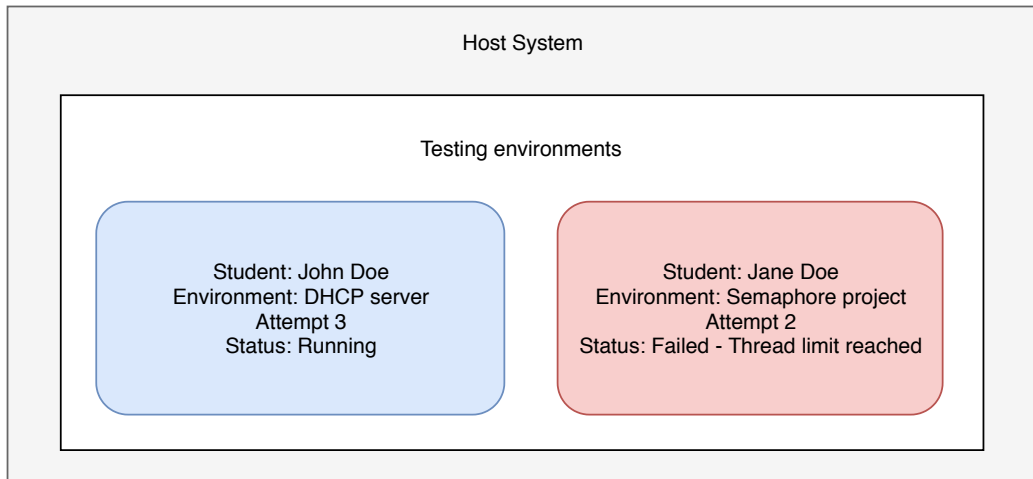 Host System
Testing environments
Student: John Doe
Environment: DHCP server
Attempt 3
Status: Running
Student: Jane Doe
Environment: Semaphore project
Attempt 2
Status: Failed - Thread limit reached